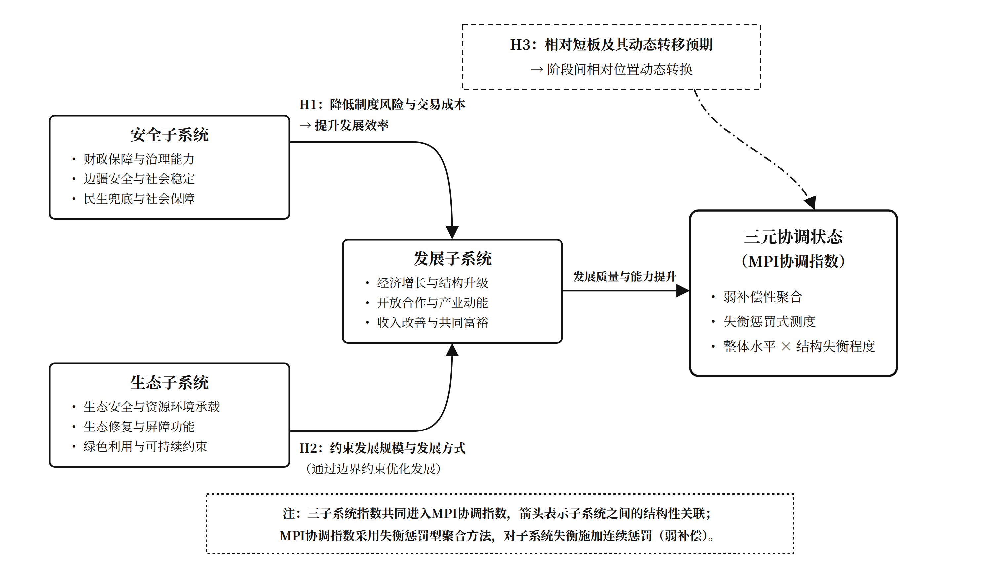 H3：相对短板及其动态转移预期
→ 阶段间相对位置动态转换
H1：降低制度风险与交易成本
→ 提升发展效率
安全子系统
• 财政保障与治理能力
• 边疆安全与社会稳定
• 民生兜底与社会保障
发展子系统
• 经济增长与结构升级
• 开放合作与产业动能
• 收入改善与共同富裕
发展质量与能力提升
三元协调状态
（MPI协调指数）
• 弱补偿性聚合
• 失衡惩罚式测度
• 整体水平 × 结构失衡程度
生态子系统
• 生态安全与资源环境承载
• 生态修复与屏障功能
• 绿色利用与可持续约束
H2：约束发展规模与发展方式
（通过边界约束优化发展）
注：三子系统指数共同进入MPI协调指数，箭头表示子系统之间的结构性关联；
MPI协调指数采用失衡惩罚型聚合方法，对子系统失衡施加连续惩罚（弱补偿）。